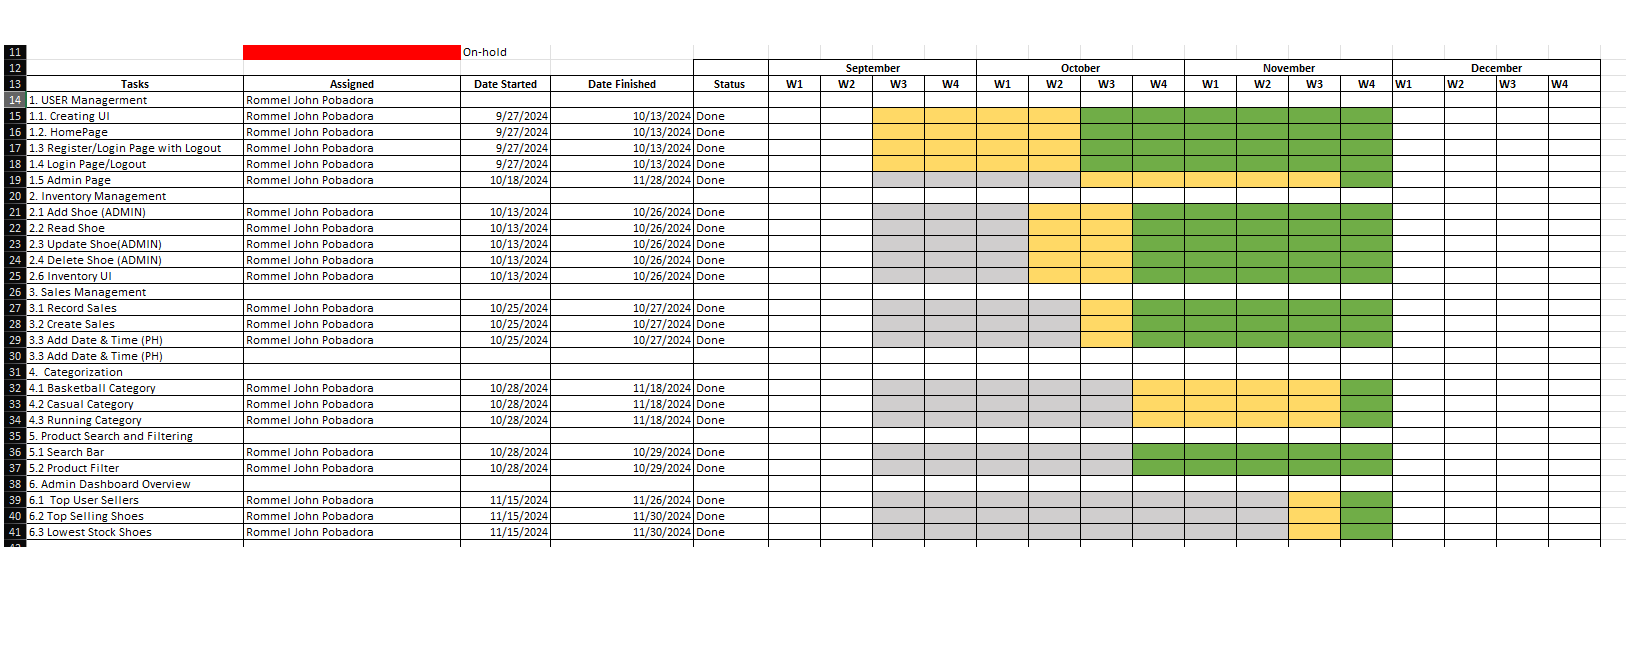 11 On-hold
12 September October November December
13 Tasks Assigned Date Started Date Finished Status W1 W2 W3 W4 W1 W2 W3 W4 W1 W2 W3 W4 W1 W2 W3 W4
14 1. USER Managerment Rommel John Pobadora
15 1.1. Creating UI Rommel John Pobadora 9/27/2024 10/13/2024 Done
16 1.2. HomePage Rommel John Pobadora 9/27/2024 10/13/2024 Done
17 1.3 Register/Login Page with Logout Rommel John Pobadora 9/27/2024 10/13/2024 Done
18 1.4 Login Page/Logout Rommel John Pobadora 9/27/2024 10/13/2024 Done
19 1.5 Admin Page Rommel John Pobadora 10/18/2024 11/28/2024 Done
20 2. Inventory Management
21 2.1 Add Shoe (ADMIN) Rommel John Pobadora 10/13/2024 10/26/2024 Done
22 2.2 Read Shoe Rommel John Pobadora 10/13/2024 10/26/2024 Done
23 2.3 Update Shoe(ADMIN) Rommel John Pobadora 10/13/2024 10/26/2024 Done
24 2.4 Delete Shoe (ADMIN) Rommel John Pobadora 10/13/2024 10/26/2024 Done
25 2.6 Inventory UI Rommel John Pobadora 10/13/2024 10/26/2024 Done
26 3. Sales Management
27 3.1 Record Sales Rommel John Pobadora 10/25/2024 10/27/2024 Done
28 3.2 Create Sales Rommel John Pobadora 10/25/2024 10/27/2024 Done
29 3.3 Add Date & Time (PH) Rommel John Pobadora 10/25/2024 10/27/2024 Done
30 3.3 Add Date & Time (PH)
31 4. Categorization
32 4.1 Basketball Category Rommel John Pobadora 10/28/2024 11/18/2024 Done
33 4.2 Casual Category Rommel John Pobadora 10/28/2024 11/18/2024 Done
34 4.3 Running Category Rommel John Pobadora 10/28/2024 11/18/2024 Done
35 5. Product Search and Filtering
36 5.1 Search Bar Rommel John Pobadora 10/28/2024 10/29/2024 Done
37 5.2 Product Filter Rommel John Pobadora 10/28/2024 10/29/2024 Done
38 6. Admin Dashboard Overview
39 6.1 Top User Sellers Rommel John Pobadora 11/15/2024 11/26/2024 Done
40 6.2 Top Selling Shoes Rommel John Pobadora 11/15/2024 11/30/2024 Done
41 6.3 Lowest Stock Shoes Rommel John Pobadora 11/15/2024 11/30/2024 Done